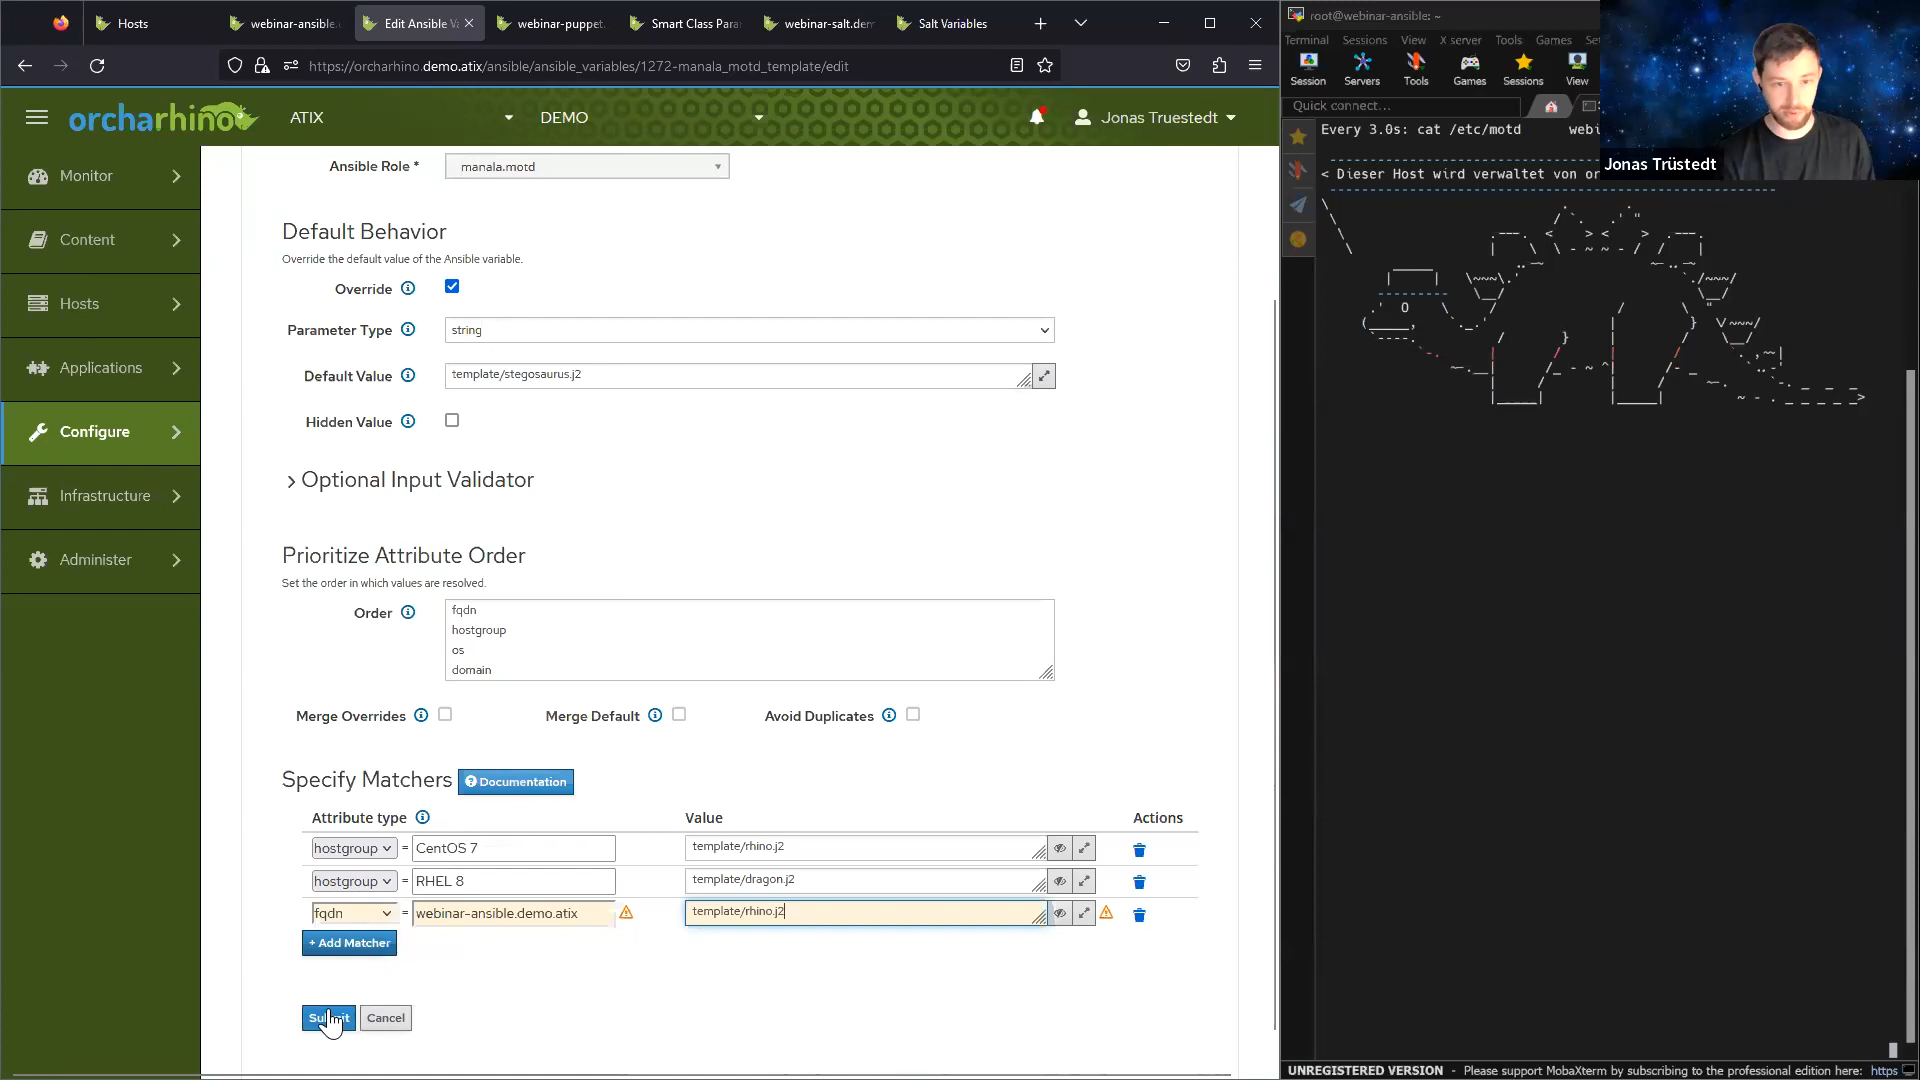 Hosts
webinar-ansible.
Edit Ansible V
webinar-puppet.
Smart Class Par
webinar-salt.dem
Salt Variables
https://orcharhino.demo.atix/ansible/ansible_variables/1272-manala_motd_template/edit
orcharhino
ATIX
DEMO
Jonas Truestedt
Monitor
Content
Hosts
Applications
Configure
Infrastructure
Administer
Ansible Role *
manala.motd
Default Behavior
Override the default value of the Ansible variable.
Override
Parameter Type
string
Default Value
template/stegosaurus.j2
Hidden Value
Optional Input Validator
Prioritize Attribute Order
Set the order in which values are resolved.
Order
fqdn
hostgroup
os
domain
Merge Overrides
Merge Default
Avoid Duplicates
Specify Matchers
Documentation
Attribute type
Value
Actions
hostgroup = CentOS 7
template/rhino.j2
hostgroup = RHEL 8
template/dragon.j2
fqdn = webinar-ansible.demo.atix
template/rhino.j2
+ Add Matcher
Submit
Cancel
root@webinar-ansible: ~
Terminal Sessions View X server Tools Games Set
Session
Servers
Tools
Games
Sessions
View
Quick connect...
Every 3.0s: cat /etc/motd webi
< Dieser Host wird verwaltet von or
Jonas Trüstedt
UNREGISTERED VERSION - Please support MobaXterm by subscribing to the professional edition here: https